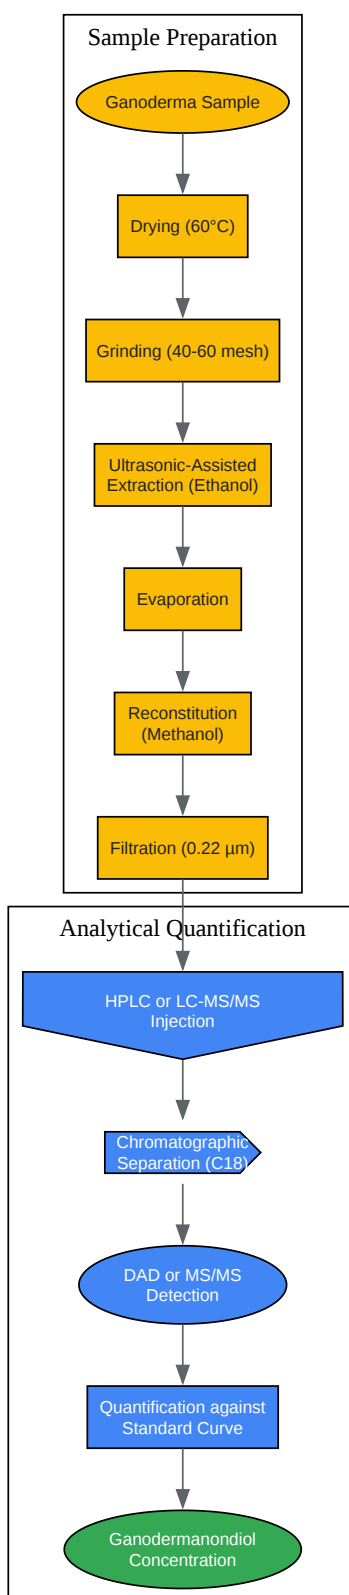 Sample Preparation
Ganoderma Sample
Drying (60°C)
Grinding (40-60 mesh)
Ultrasonic-Assisted
Extraction (Ethanol)
Evaporation
Reconstitution
(Methanol)
Filtration (0.22 µm)
Analytical Quantification
HPLC or LC-MS/MS
Injection
Chromatographic
Separation (C18)
DAD or MS/MS
Detection
Quantification against
Standard Curve
Ganodermanondiol
Concentration